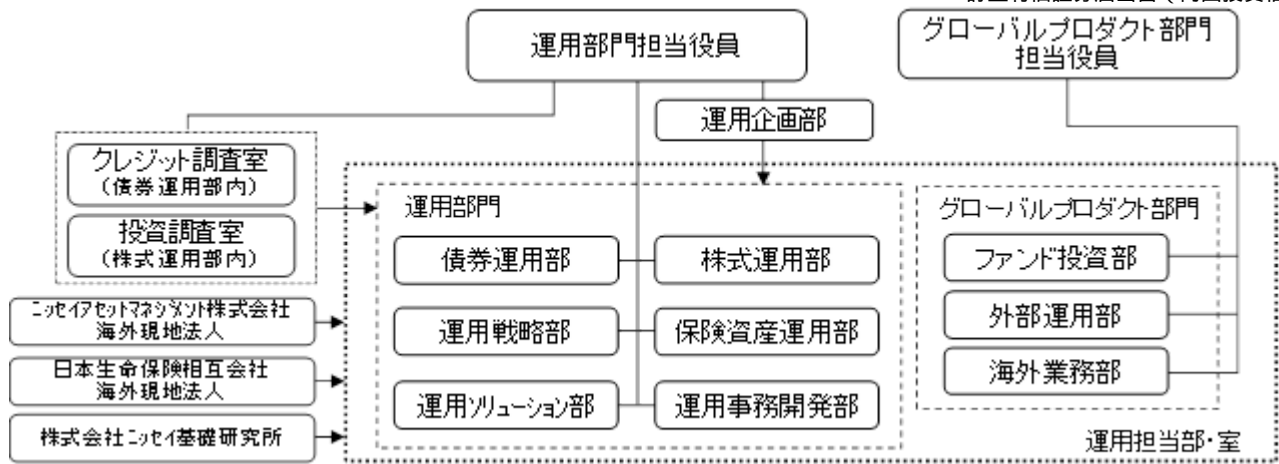 運用部門担当役員
グローバルプロダクト部門
担当役員
運用企画部
クレジット調査室
(債券運用部内)
投資調査室
(株式運用部内)
運用部門
債券運用部
株式運用部
運用戦略部
保険資産運用部
運用ソリューション部
運用事務開発部
グローバルプロダクト部門
ファンド投資部
外部運用部
海外業務部
ニッセイアセットマネジメント株式会社
海外現地法人
日本生命保険相互会社
海外現地法人
株式会社ニッセイ基礎研究所
運用担当部・室